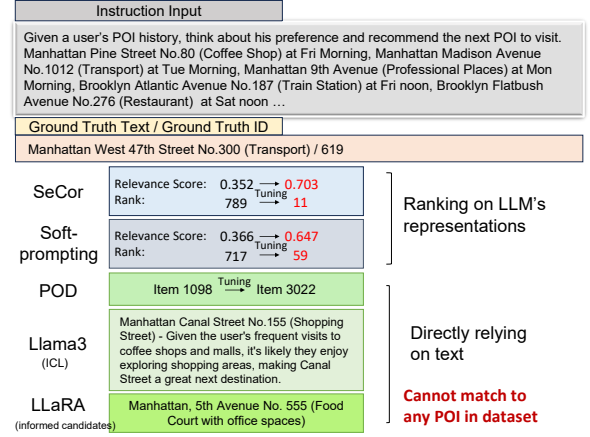 Instruction Input
Given a user's POI history, think about his preference and recommend the next POI to visit.
Manhattan Pine Street No.80 (Coffee Shop) at Fri Morning, Manhattan Madison Avenue
No.1012 (Transport) at Tue Morning, Manhattan 9th Avenue (Professional Places) at Mon
Morning, Brooklyn Atlantic Avenue No.187 (Train Station) at Fri noon, Brooklyn Flatbush
Avenue No.276 (Restaurant) at Sat noon …
Ground Truth Text / Ground Truth ID
Manhattan West 47th Street No.300 (Transport) / 619
SeCor
Relevance Score: 0.352 → 0.703
Tuning
Rank: 789 → 11
Ranking on LLM's
representations
Soft-
prompting
Relevance Score: 0.366 → 0.647
Tuning
Rank: 717 → 59
POD
Tuning
Item 1098 → Item 3022
Llama3
(ICL)
Manhattan Canal Street No.155 (Shopping
Street) - Given the user's frequent visits to
coffee shops and malls, it's likely they enjoy
exploring shopping areas, making Canal
Street a great next destination.
Directly relying
on text
LLaRA
(informed candidates)
Manhattan, 5th Avenue No. 555 (Food
Court with office spaces)
Cannot match to
any POI in dataset